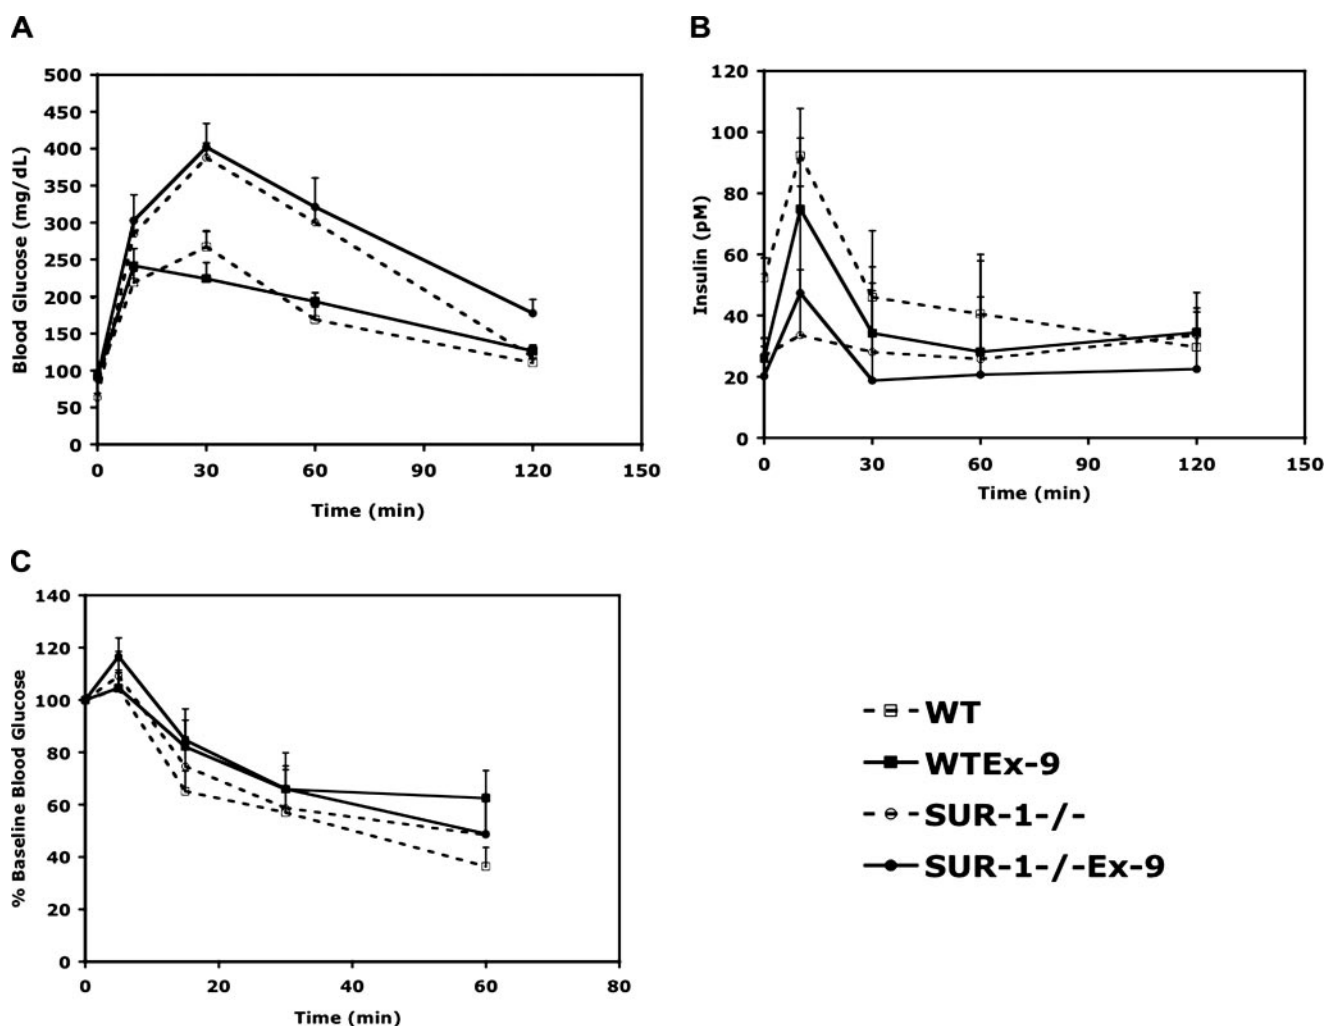 A
500
450
400
350
300
250
200
150
100
50
0
Blood Glucose (mg/dL)
0 30 60 90 120 150
Time (min)
B
120
100
80
60
40
20
0
Insulin (pM)
0 30 60 90 120 150
Time (min)
C
140
120
100
80
60
40
20
0
% Baseline Blood Glucose
0 20 40 60 80
Time (min)
WT
WTEx-9
SUR-1-/-
SUR-1-/-Ex-9